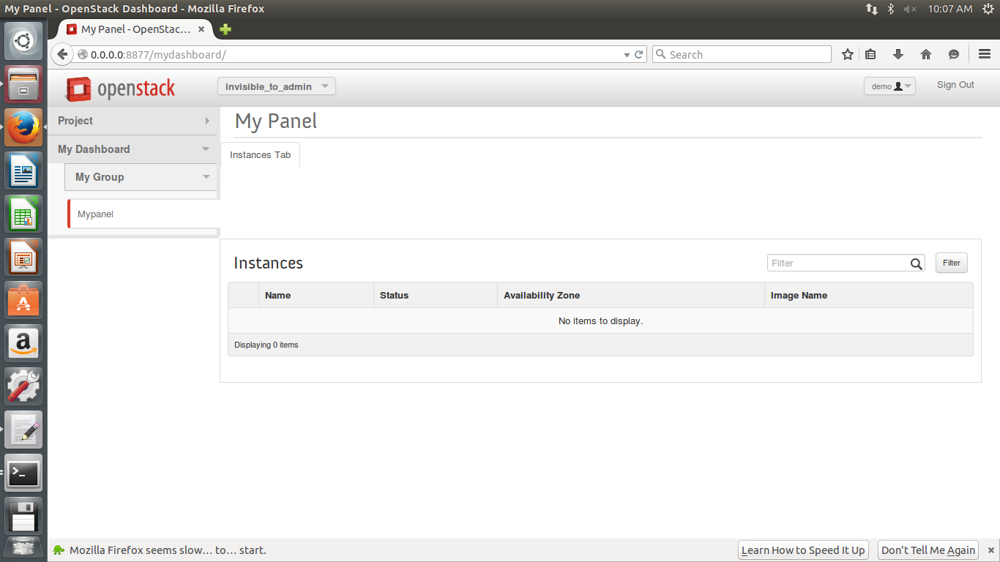 My Panel - OpenStack Dashboard - Mozilla Firefox
10:07 AM
My Panel - OpenStac...
0.0.0.0:8877/mydashboard/
Search
openstack
invisible_to_admin
demo
Sign Out
Project
My Dashboard
My Group
Mypanel
My Panel
Instances Tab
Instances
Filter
Filter
Name Status Availability Zone Image Name
No items to display.
Displaying 0 items
Mozilla Firefox seems slow... to... start.
Learn How to Speed It Up
Don't Tell Me Again